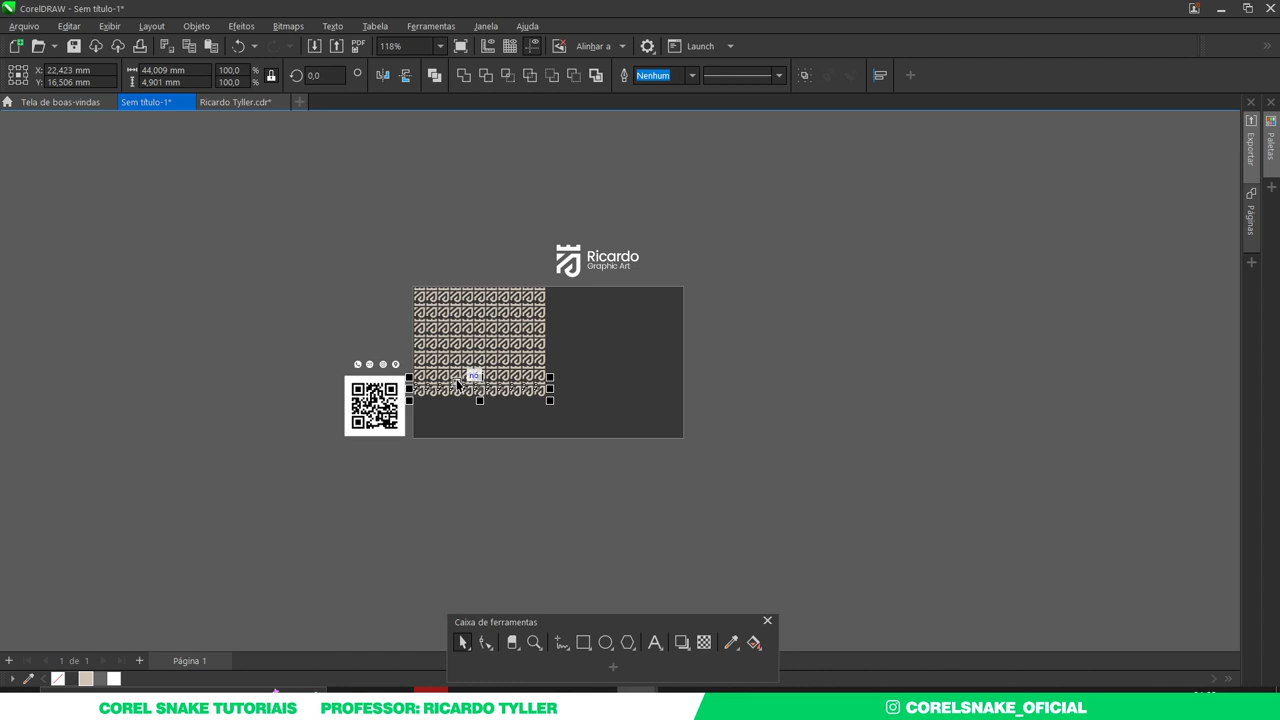 CorelDRAW - Sem título-1*
Arquivo Editar Exibir Layout Objeto Efeitos Bitmaps Texto Tabela Ferramentas Janela Ajuda
PDF 118% Alinhar a Launch
X: 22,423 mm 44,009 mm 100,0 % 0,0 Nenhum
Y: 16,506 mm 4,901 mm 100,0 %
Tela de boas-vindas Sem título-1* Ricardo Tyller.cdr*
Exportar
Páginas
Paletas
Ricardo
Graphic Art
nó
Caixa de ferramentas
1 de 1 Página 1
COREL SNAKE TUTORIAIS PROFESSOR: RICARDO TYLLER CORELSNAKE_OFICIAL